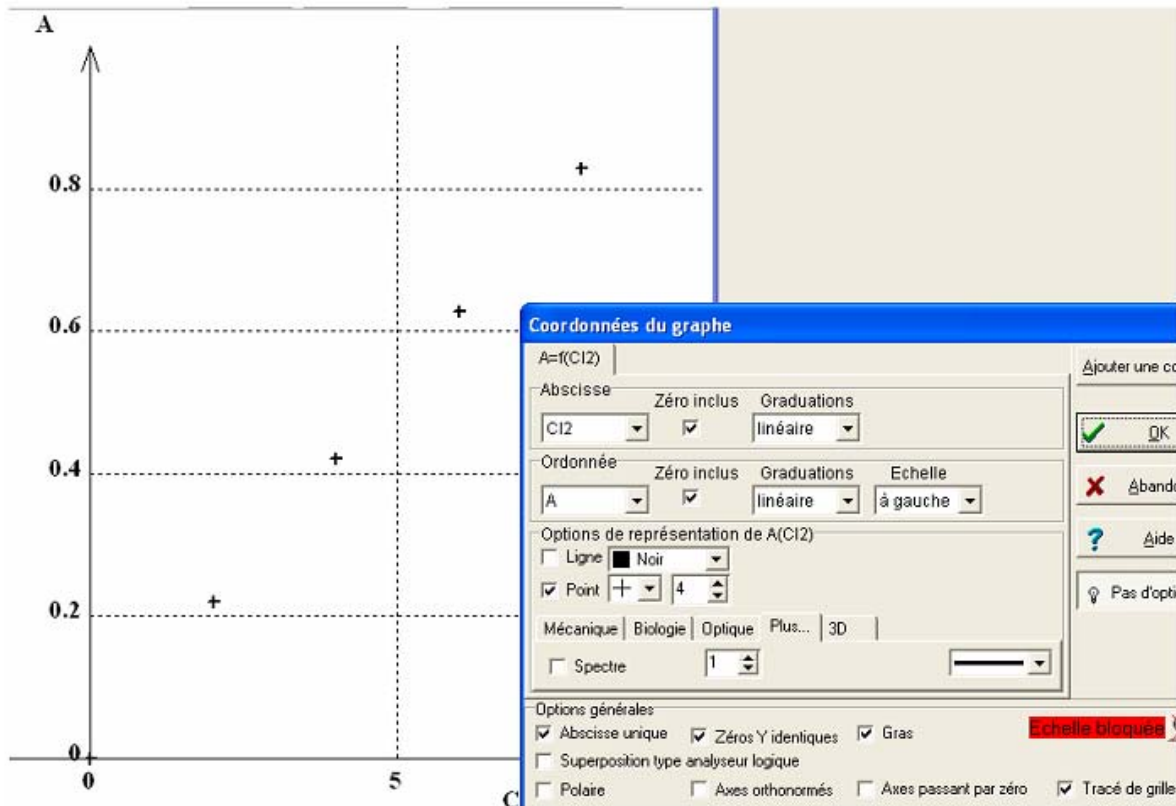 A
0.8
0.6
0.4
0.2
0
0
5
C
Coordonnées du graphe
A=f(CI2)
Abscisse
Zéro inclus
Graduations
CI2
linéaire
Ordonnée
Zéro inclus
Graduations
Echelle
A
linéaire
à gauche
Options de représentation de A(CI2)
Ligne
Noir
Point
4
Mécanique
Biologie
Optique
Plus...
3D
Spectre
1
Ajouter une co
OK
Abando
Aide
Pas d'opti
Options générales
Abscisse unique
Zéros Y identiques
Gras
Echelle bloquée
Superposition type analyseur logique
Polaire
Axes orthonormés
Axes passant par zéro
Tracé de grille